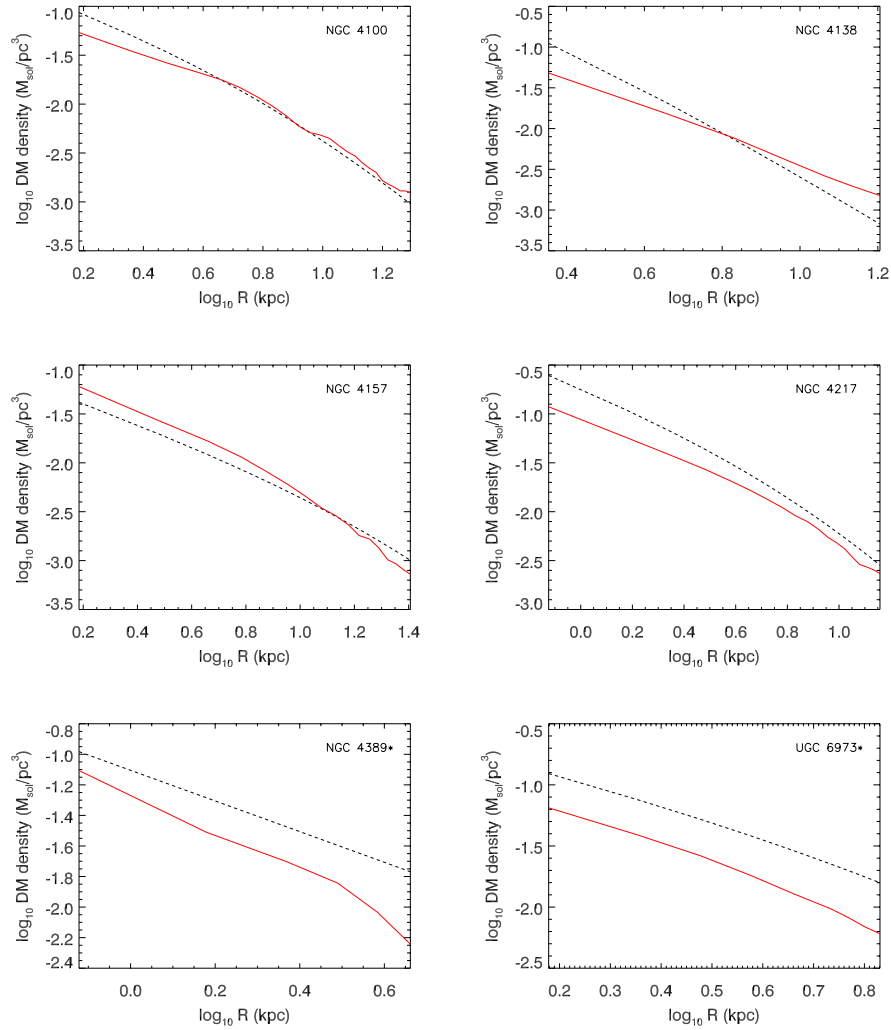 NGC 4100
-1.0
-1.5
-2.0
-2.5
-3.0
-3.5
log10 DM density (Msol/pc3)
0.2 0.4 0.6 0.8 1.0 1.2
log10 R (kpc)
NGC 4138
-0.5
-1.0
-1.5
-2.0
-2.5
-3.0
-3.5
log10 DM density (Msol/pc3)
0.4 0.6 0.8 1.0 1.2
log10 R (kpc)
NGC 4157
-1.0
-1.5
-2.0
-2.5
-3.0
-3.5
log10 DM density (Msol/pc3)
0.2 0.4 0.6 0.8 1.0 1.2 1.4
log10 R (kpc)
NGC 4217
-0.5
-1.0
-1.5
-2.0
-2.5
-3.0
log10 DM density (Msol/pc3)
0.0 0.2 0.4 0.6 0.8 1.0
log10 R (kpc)
NGC 4389*
-0.8
-1.0
-1.2
-1.4
-1.6
-1.8
-2.0
-2.2
-2.4
log10 DM density (Msol/pc3)
0.0 0.2 0.4 0.6
log10 R (kpc)
UGC 6973*
-0.5
-1.0
-1.5
-2.0
-2.5
log10 DM density (Msol/pc3)
0.2 0.3 0.4 0.5 0.6 0.7 0.8
log10 R (kpc)